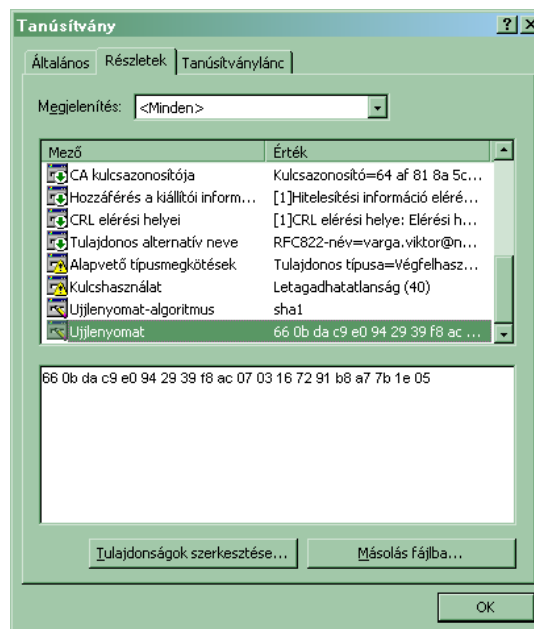 Tanúsítvány
Általános Részletek Tanúsítványlánc
Megjelenítés: <Minden>
Mező Érték
CA kulcsazonosítója Kulcsazonosító=64 af 81 8a 5c...
Hozzáférés a kiállítói inform... [1]Hitelesítési információ eléré...
CRL elérési helyei [1]CRL elérési helye: Elérési h...
Tulajdonos alternatív neve RFC822-név=varga.viktor@n...
Alapvető típusmegkötések Tulajdonos típusa=Végfelhasz...
Kulcshasználat Letagadhatatlanság (40)
Ujjlenyomat-algoritmus sha1
Ujjlenyomat 66 0b da c9 e0 94 29 39 f8 ac ...
66 0b da c9 e0 94 29 39 f8 ac 07 03 16 72 91 b8 a7 7b 1e 05
Tulajdonságok szerkesztése... Másolás fájlba...
OK